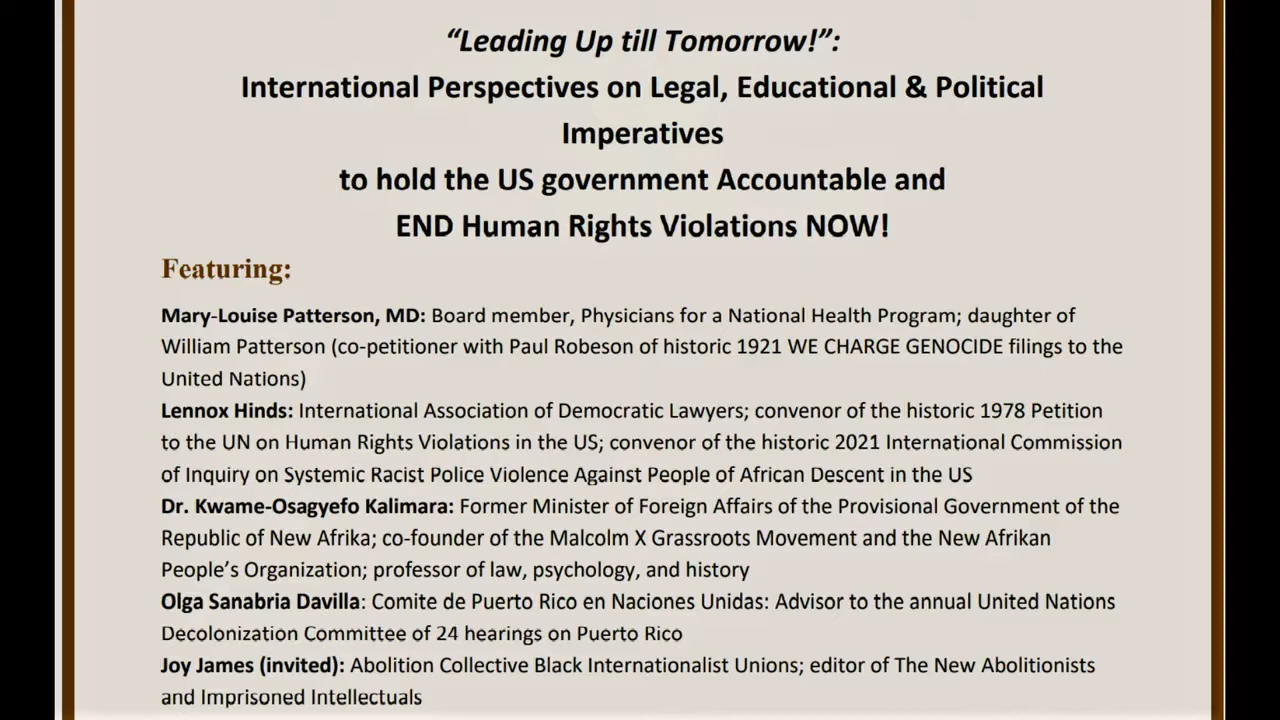 “Leading Up till Tomorrow!”:
International Perspectives on Legal, Educational & Political
Imperatives
to hold the US government Accountable and
END Human Rights Violations NOW!
Featuring:
Mary-Louise Patterson, MD: Board member, Physicians for a National Health Program; daughter of
William Patterson (co-petitioner with Paul Robeson of historic 1921 WE CHARGE GENOCIDE filings to the
United Nations)
Lennox Hinds: International Association of Democratic Lawyers; convenor of the historic 1978 Petition
to the UN on Human Rights Violations in the US; convenor of the historic 2021 International Commission
of Inquiry on Systemic Racist Police Violence Against People of African Descent in the US
Dr. Kwame-Osagyefo Kalimara: Former Minister of Foreign Affairs of the Provisional Government of the
Republic of New Afrika; co-founder of the Malcolm X Grassroots Movement and the New Afrikan
People’s Organization; professor of law, psychology, and history
Olga Sanabria Davilla: Comite de Puerto Rico en Naciones Unidas: Advisor to the annual United Nations
Decolonization Committee of 24 hearings on Puerto Rico
Joy James (invited): Abolition Collective Black Internationalist Unions; editor of The New Abolitionists
and Imprisoned Intellectuals